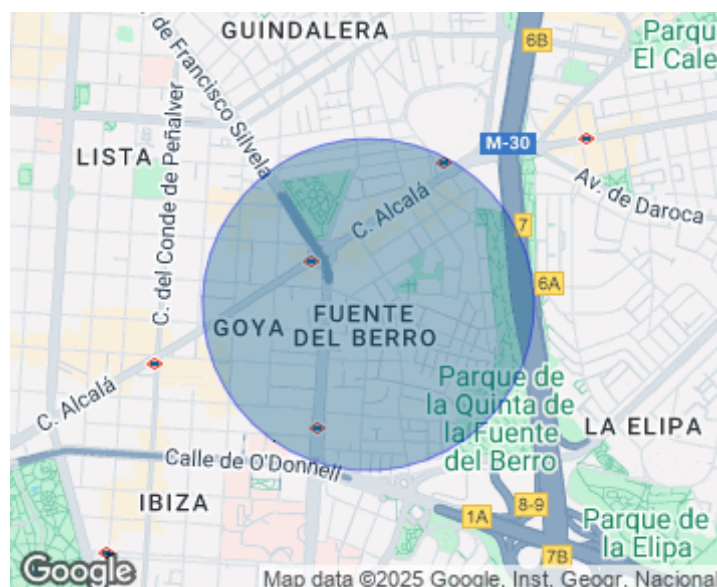 GUINDALERA
6B
Parqu
El Cale
de Francisco Silvela
M-30
LISTA
C. del Conde de Peñalver
C. Alcalá
Av. de Daroca
7
6A
FUENTE
DEL BERRO
GOYA
Parque de
la Quinta de
la Fuente
del Berro
C. Alcalá
LA ELIPA
Calle de O'Donnell
IBIZA
1A
8-9
7B
Parque de
la Elipa
Google
Map data ©2025 Google, Inst. Geogr. Nacional